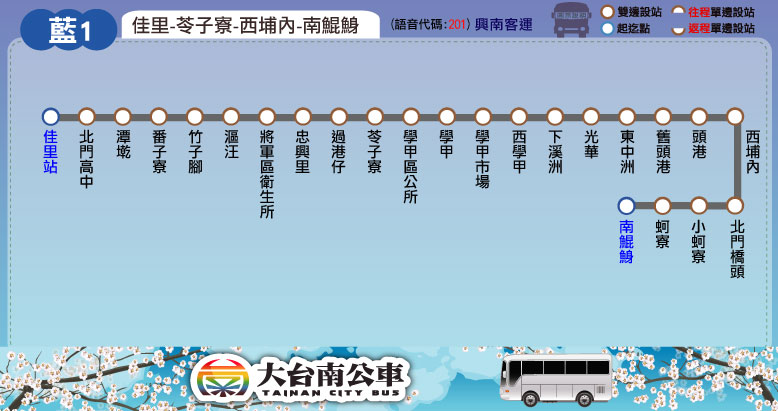 藍1
佳里-苓子寮-西埔內-南鯤鯓
(語音代碼:201) 興南客運
雙邊設站
起迄點
往程單邊設站
返程單邊設站
佳里站
北門高中
潭墘
番子寮
竹子腳
漚汪
將軍區衛生所
忠興里
過港仔
苓子寮
學甲區公所
學甲
學甲市場
西學甲
下溪洲
光華
東中洲
舊頭港
頭港
西埔內
北門橋頭
小蚵寮
蚵寮
南鯤鯓
大台南公車
TAINAN CITY BUS